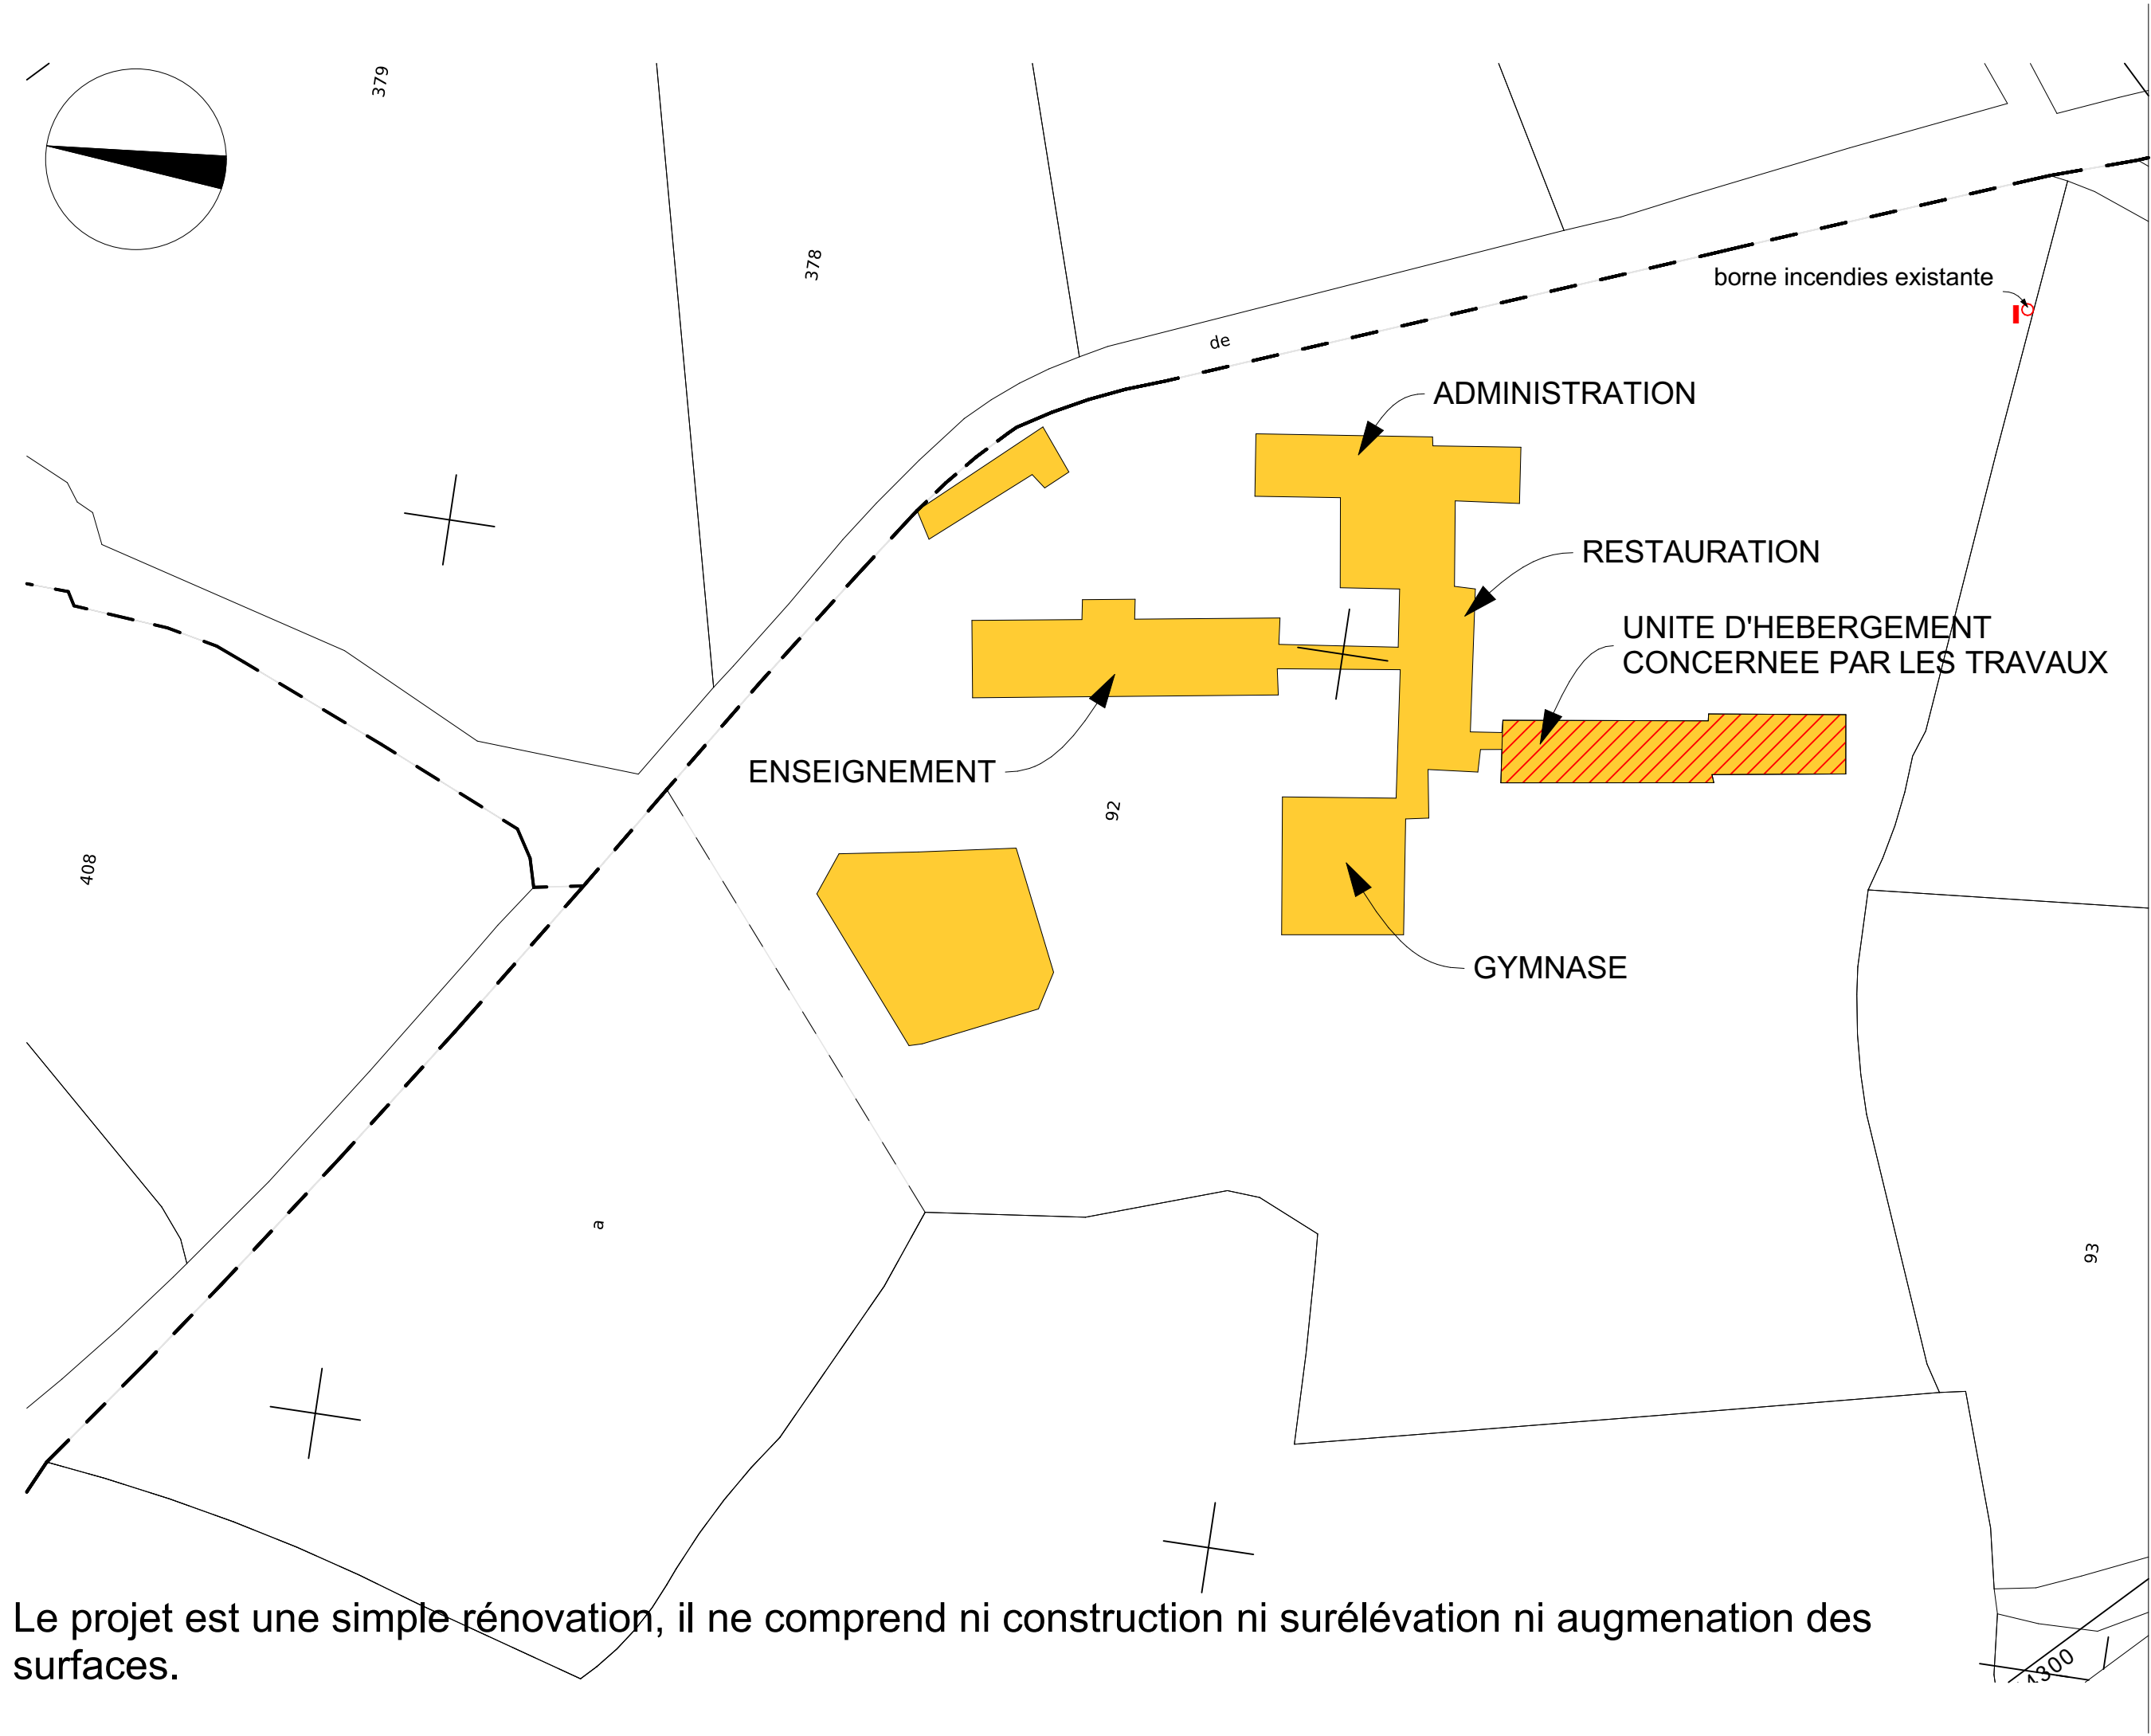 379
378
borne incendies existante
de
ADMINISTRATION
RESTAURATION
UNITE D'HEBERGEMENT
CONCERNEE PAR LES TRAVAUX
ENSEIGNEMENT
92
408
GYMNASE
a
93
Le projet est une simple rénovation, il ne comprend ni construction ni surélévation ni augmenation des
surfaces.